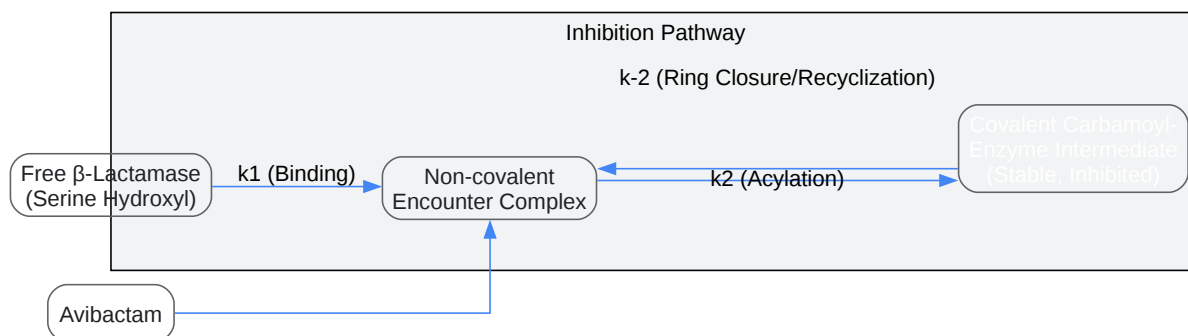 Inhibition Pathway
k-2 (Ring Closure/Recyclization)
Covalent Carbamoyl-
Enzyme Intermediate
(Stable, Inhibited)
Free β-Lactamase
(Serine Hydroxyl)
k1 (Binding)
Non-covalent
Encounter Complex
k2 (Acylation)
Avibactam